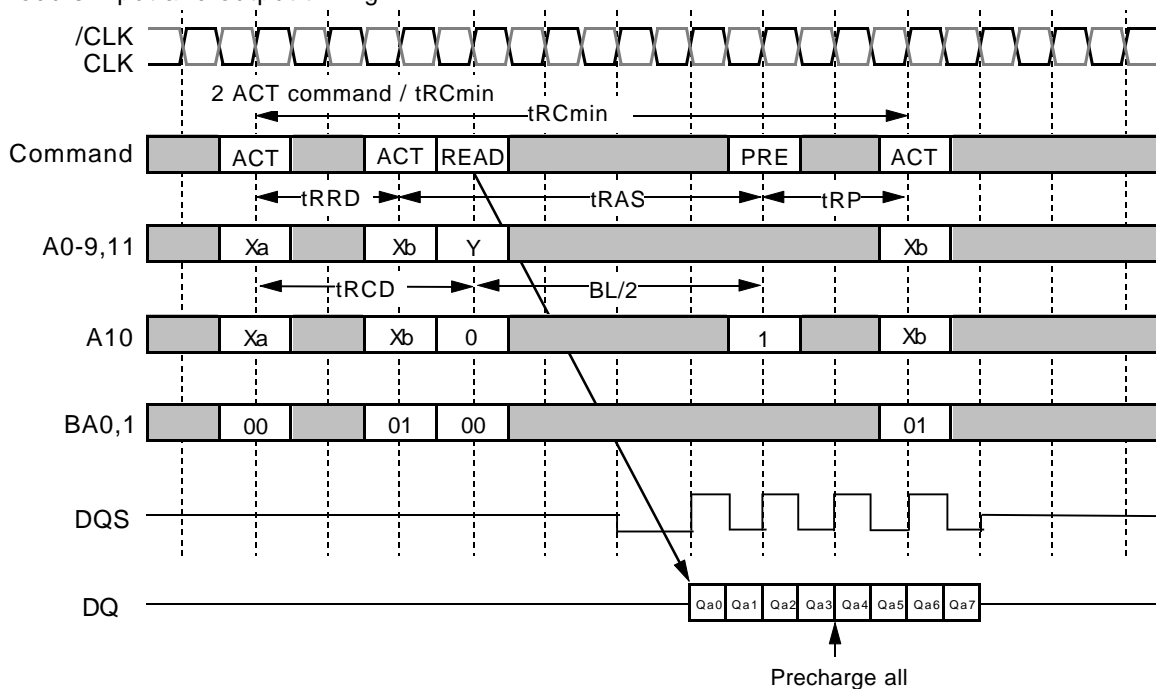 /CLK
CLK
2 ACT command / tRCmin
tRCmin
Command ACT ACT READ PRE ACT
tRRD tRAS tRP
A0-9,11 Xa Xb Y Xb
tRCD BL/2
A10 Xa Xb 0 1 Xb
BA0,1 00 01 00 01
DQS
DQ Qa0 Qa1 Qa2 Qa3 Qa4 Qa5 Qa6 Qa7
Precharge all